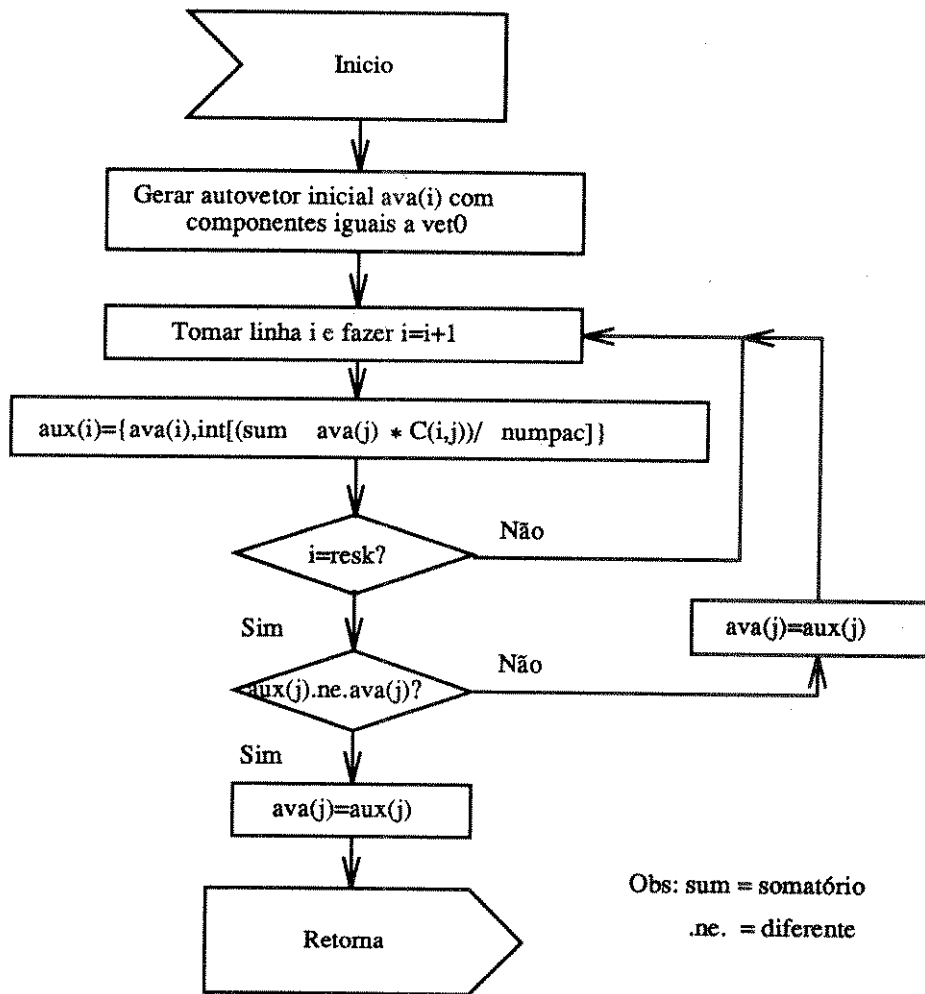 Inicio
Gerar autovetor inicial ava(i) com
componentes iguais a vet0
Tomar linha i e fazer i=i+1
aux(i)={ava(i),int[(sum ava(j) * C(i,j))/ numpac]}
i=resk?
Não
Sim
ava(j)=aux(j)
aux(j).ne.ava(j)?
Não
Sim
ava(j)=aux(j)
Retorna
Obs: sum = somatório
.ne. = diferente